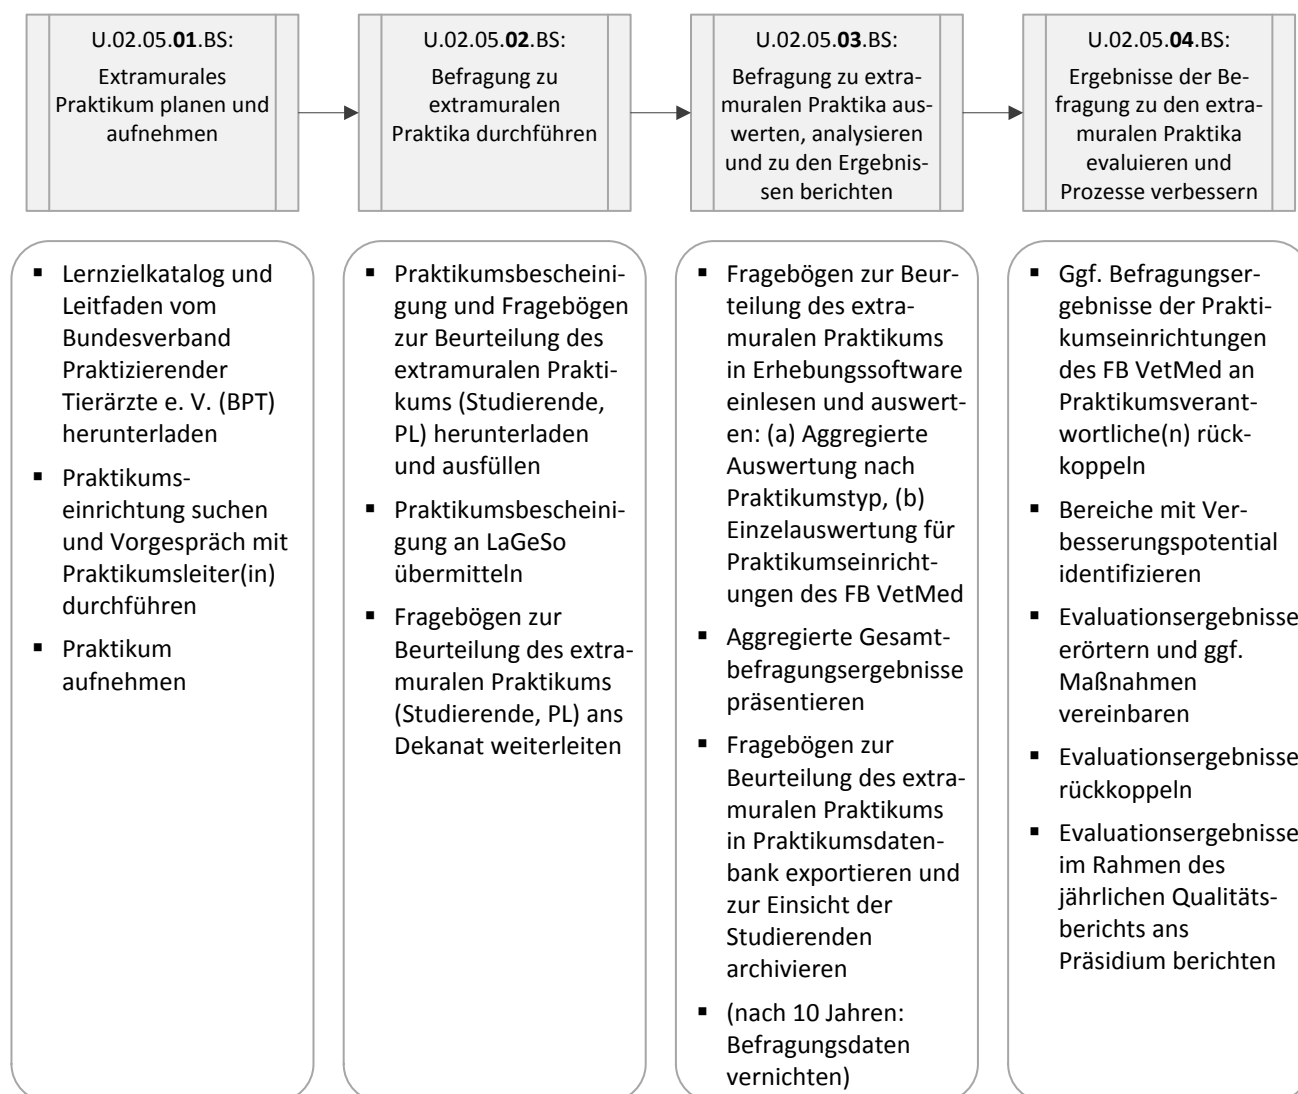 U.02.05.01.BS:
Extramurales
Praktikum planen und
aufnehmen
U.02.05.02.BS:
Befragung zu
extramuralen
Praktika durchführen
U.02.05.03.BS:
Befragung zu extra-
muralen Praktika aus-
werten, analysieren
und zu den Ergebnis-
sen berichten
U.02.05.04.BS:
Ergebnisse der Be-
fragung zu den extra-
muralen Praktika
evaluieren und
Prozesse verbessern
▪ Lernzielkatalog und
Leitfaden vom
Bundesverband
Praktizierender
Tierärzte e. V. (BPT)
herunterladen
▪ Praktikums-
einrichtung suchen
und Vorgespräch mit
Praktikumsleiter(in)
durchführen
▪ Praktikum
aufnehmen
▪ Praktikumsbescheini-
gung und Fragebögen
zur Beurteilung des
extramuralen Prakti-
kums (Studierende,
PL) herunterladen
und ausfüllen
▪ Praktikumsbescheini-
gung an LaGeSo
übermitteln
▪ Fragebögen zur
Beurteilung des extra-
muralen Praktikums
(Studierende, PL) ans
Dekanat weiterleiten
▪ Fragebögen zur Beur-
teilung des extra-
muralen Praktikums
in Erhebungssoftware
einlesen und auswert-
en: (a) Aggregierte
Auswertung nach
Praktikumstyp, (b)
Einzelauswertung für
Praktikumseinricht-
ungen des FB VetMed
▪ Aggregierte Gesamt-
befragungsergebnisse
präsentieren
▪ Fragebögen zur
Beurteilung des extra-
muralen Praktikums
in Praktikumsdaten-
bank exportieren und
zur Einsicht der
Studierenden
archivieren
▪ (nach 10 Jahren:
Befragungsdaten
vernichten)
▪ Ggf. Befragungser-
gebnisse der Prakti-
kumseinrichtungen
des FB VetMed an
Praktikumsverant-
wortliche(n) rück-
koppeln
▪ Bereiche mit Ver-
besserungspotential
identifizieren
▪ Evaluationsergebnisse
erörtern und ggf.
Maßnahmen
vereinbaren
▪ Evaluationsergebnisse
rückkoppeln
▪ Evaluationsergebnisse
im Rahmen des
jährlichen Qualitäts-
berichts ans
Präsidium berichten